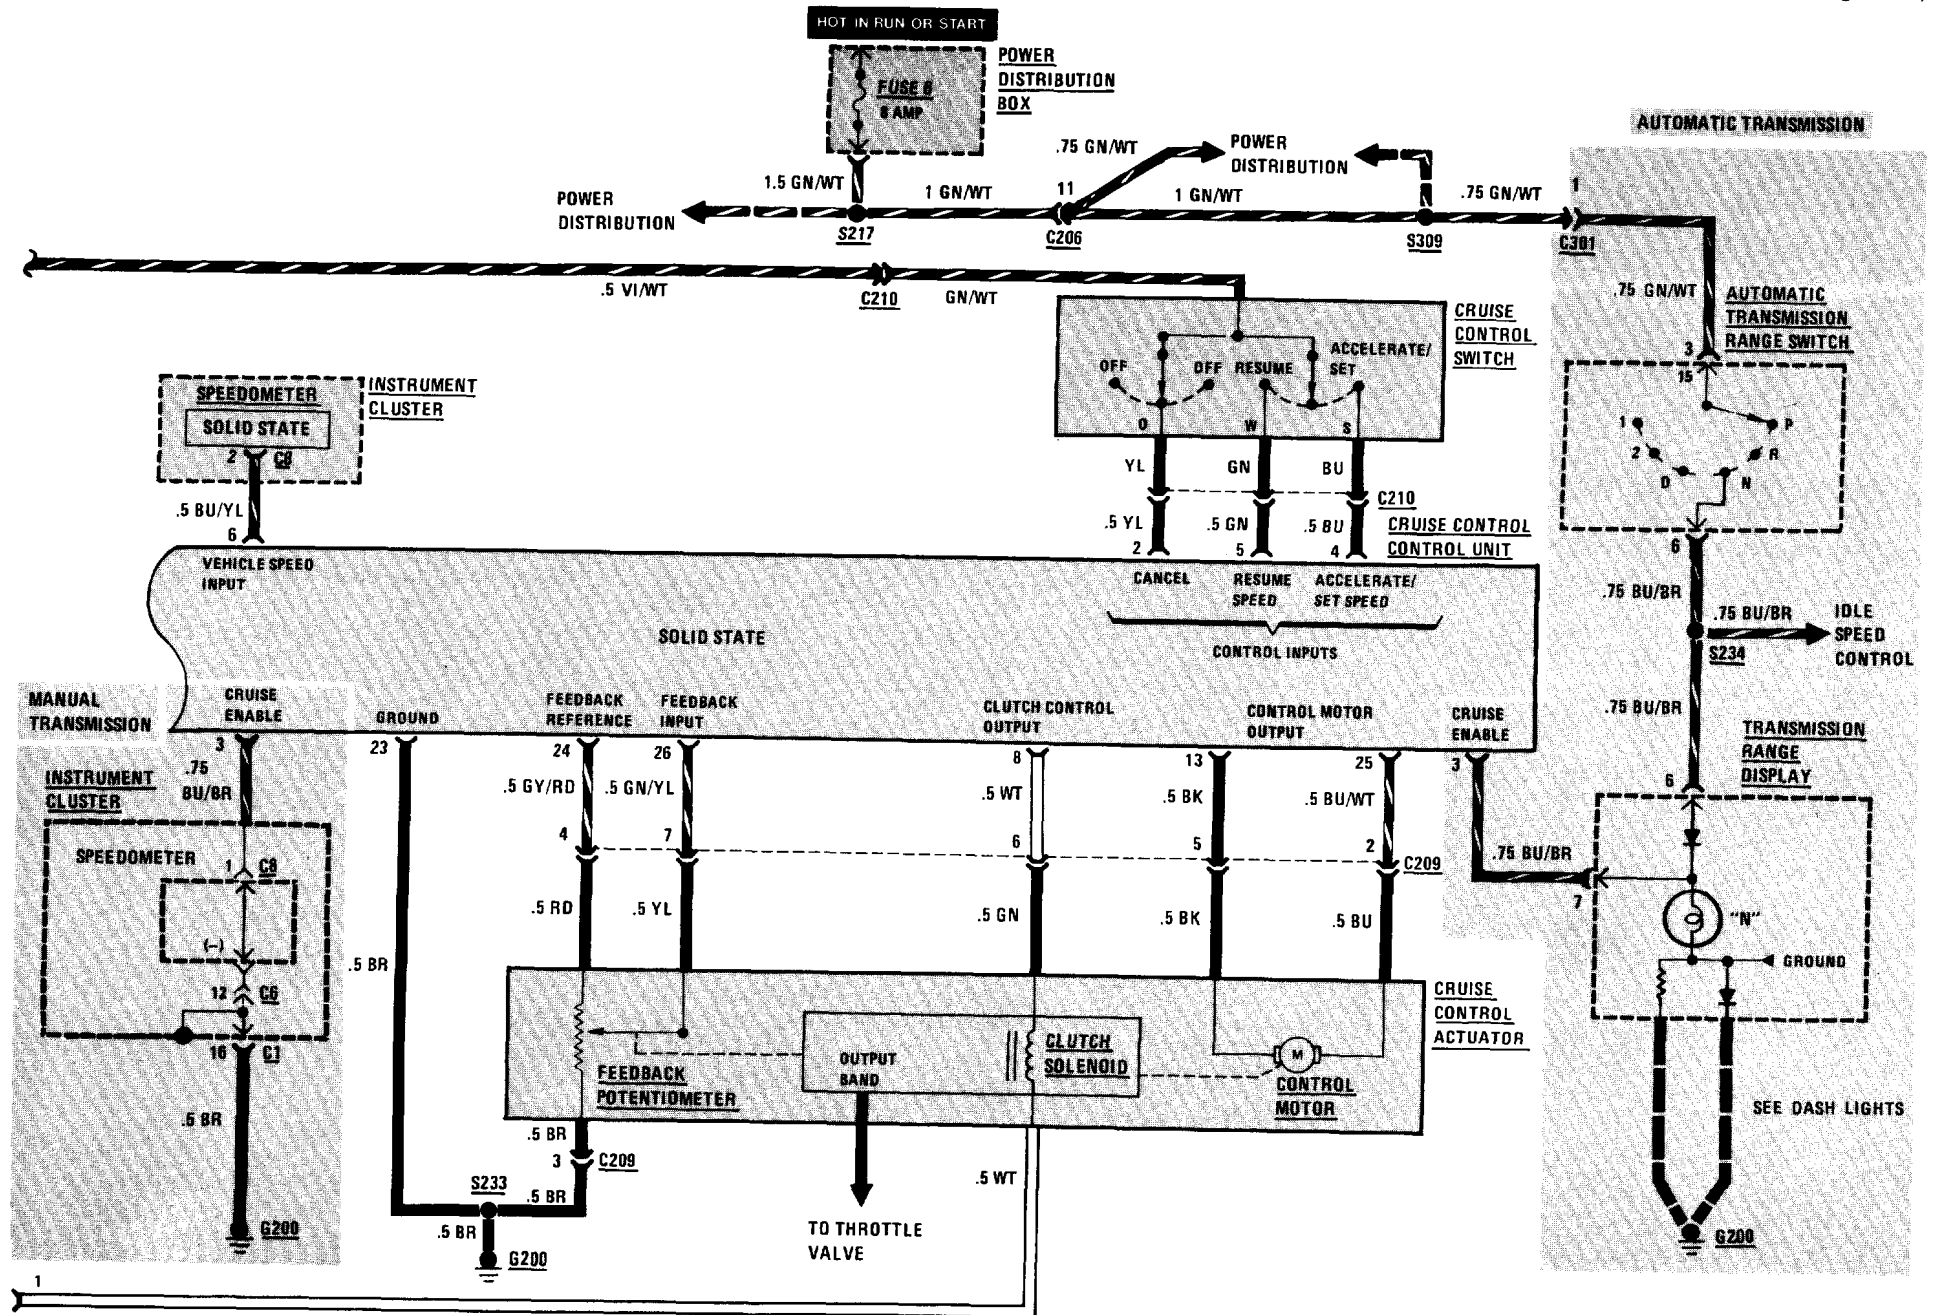 HOT IN RUN OR START
POWER
DISTRIBUTION
BOX
FUSE 6
8 AMP
AUTOMATIC TRANSMISSION
1.5 GN/WT
POWER
DISTRIBUTION
S217
1 GN/WT
11
C206
.75 GN/WT
POWER
DISTRIBUTION
1 GN/WT
S309
.75 GN/WT
1
C301
.5 VI/WT
C210
GN/WT
.75 GN/WT
AUTOMATIC
TRANSMISSION
RANGE SWITCH
3
15
P
R
N
D
2
1
6
CRUISE
CONTROL
SWITCH
OFF
OFF
RESUME
ACCELERATE/
SET
O
W
S
YL
GN
BU
C210
.5 YL
.5 GN
.5 BU
2
5
4
CRUISE CONTROL
CONTROL UNIT
INSTRUMENT
CLUSTER
SPEEDOMETER
SOLID STATE
2
C8
.5 BU/YL
6
VEHICLE SPEED
INPUT
CANCEL
RESUME
SPEED
ACCELERATE/
SET SPEED
CONTROL INPUTS
SOLID STATE
.75 BU/BR
.75 BU/BR
IDLE
SPEED
CONTROL
S234
.75 BU/BR
MANUAL
TRANSMISSION
CRUISE
ENABLE
GROUND
FEEDBACK
REFERENCE
FEEDBACK
INPUT
CLUTCH CONTROL
OUTPUT
CONTROL MOTOR
OUTPUT
CRUISE
ENABLE
3
23
24
26
8
13
25
3
TRANSMISSION
RANGE
DISPLAY
6
INSTRUMENT
CLUSTER
.75
BU/BR
.5 GY/RD
.5 GN/YL
.5 WT
.5 BK
.5 BU/WT
4
7
6
5
2
C209
.75 BU/BR
7
SPEEDOMETER
1
C8
(–)
12
C6
16
C1
.5 BR
G200
.5 BR
.5 RD
.5 YL
.5 GN
.5 BK
.5 BU
"N"
GROUND
CRUISE
CONTROL
ACTUATOR
FEEDBACK
POTENTIOMETER
OUTPUT
BAND
CLUTCH
SOLENOID
M
CONTROL
MOTOR
SEE DASH LIGHTS
.5 BR
3
C209
.5 BR
S233
.5 BR
G200
TO THROTTLE
VALVE
.5 WT
G200
1